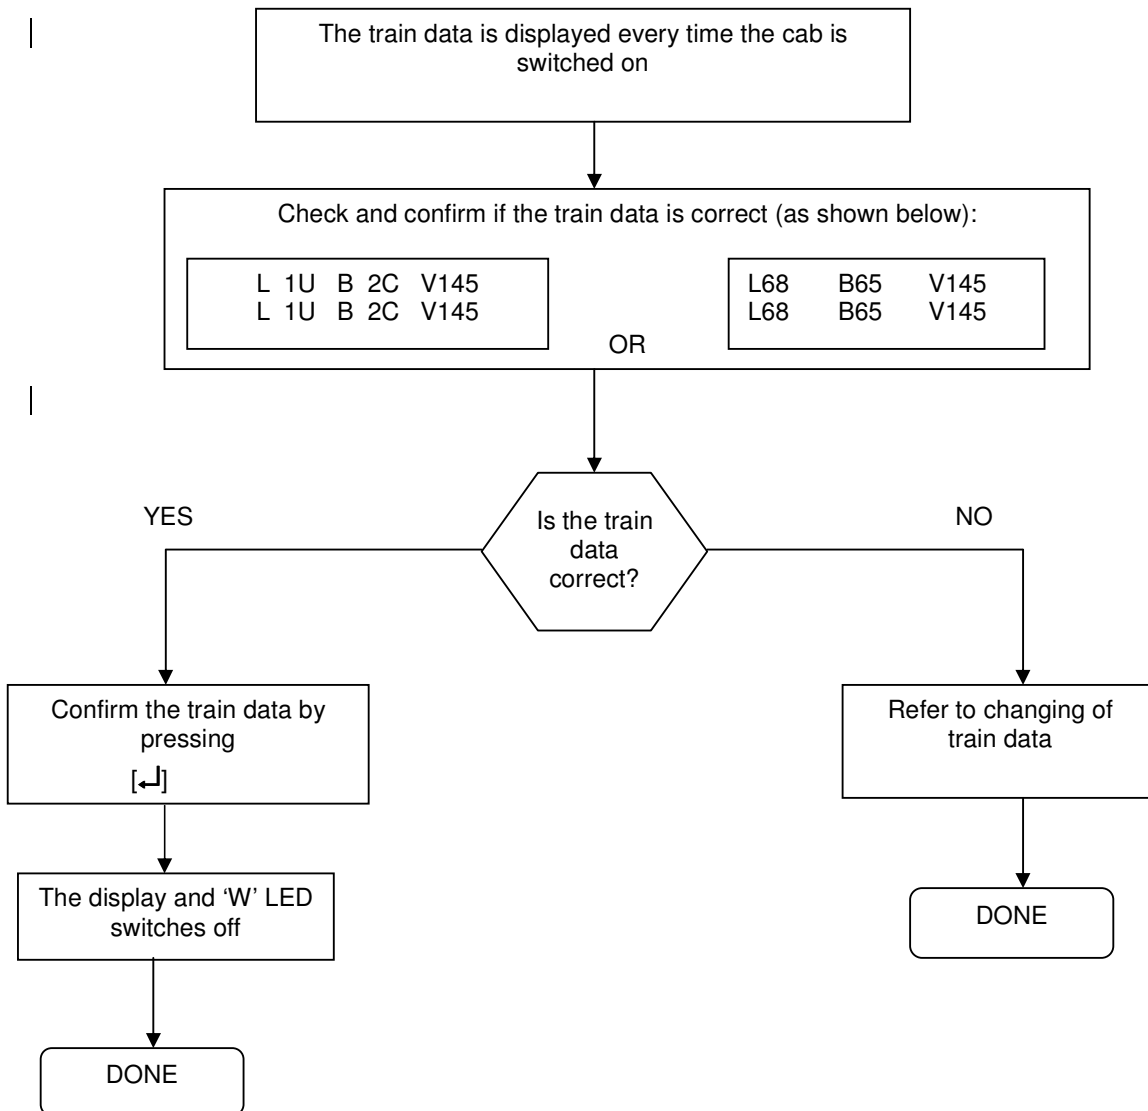 The train data is displayed every time the cab is
switched on
Check and confirm if the train data is correct (as shown below):
L 1U B 2C V145
L 1U B 2C V145
OR
L68 B65 V145
L68 B65 V145
Is the train
data
correct?
YES
NO
Confirm the train data by
pressing
[↵]
Refer to changing of
train data
The display and ‘W’ LED
switches off
DONE
DONE